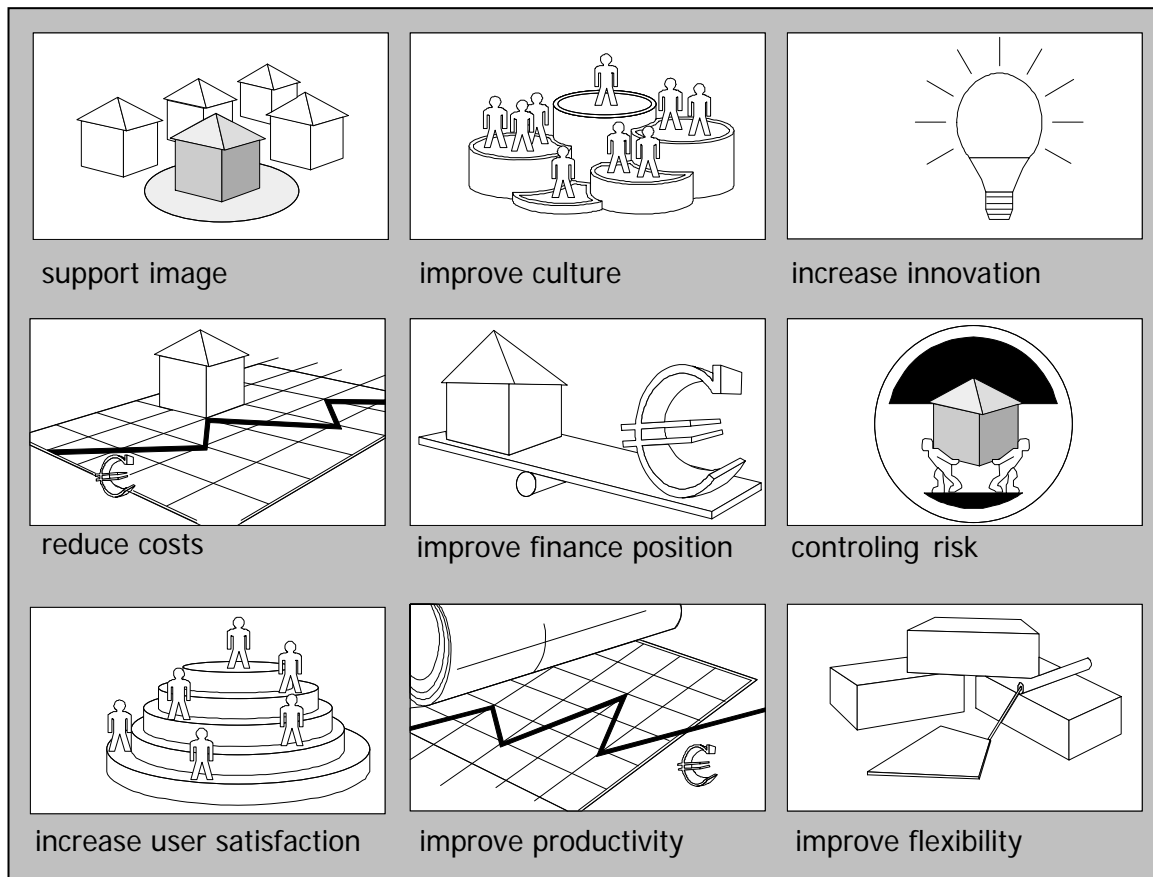 support image
improve culture
increase innovation
reduce costs
improve finance position
controling risk
increase user satisfaction
improve productivity
improve flexibility